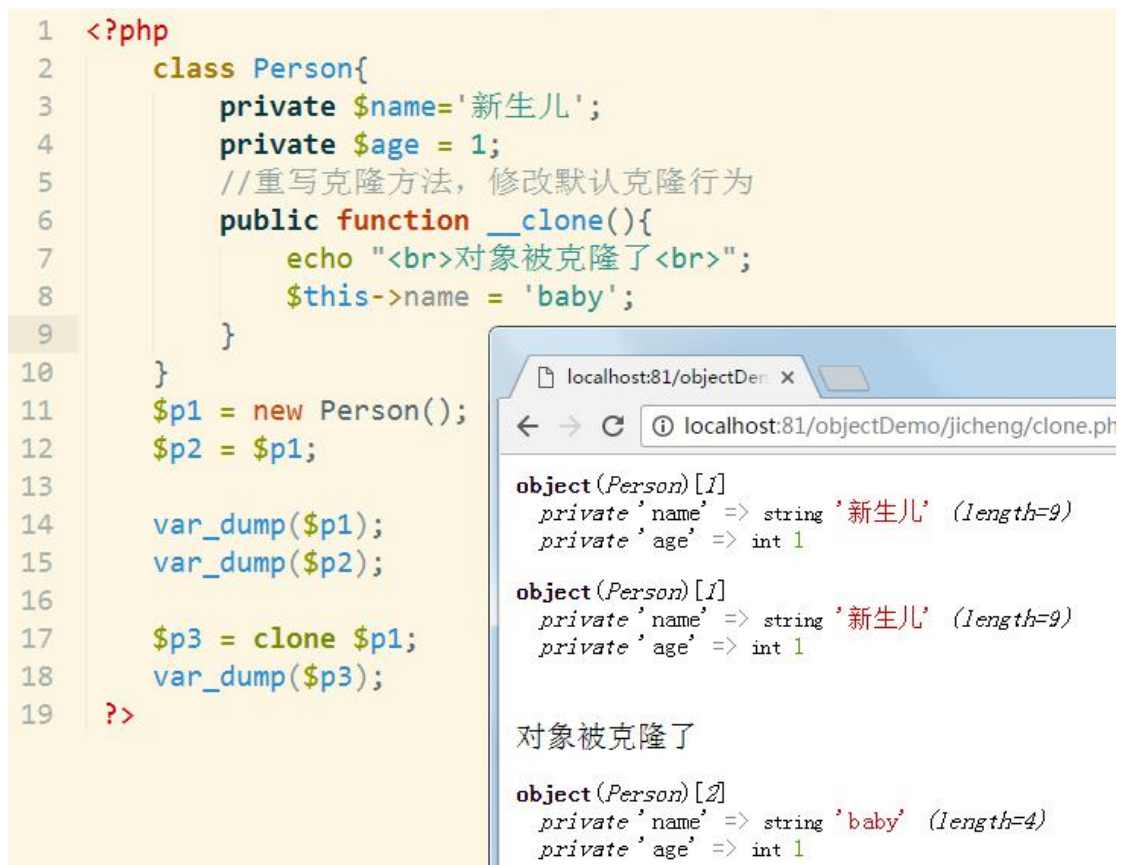 1 <?php
2 class Person{
3 private $name='新生儿';
4 private $age = 1;
5 //重写克隆方法，修改默认克隆行为
6 public function __clone(){
7 echo "<br>对象被克隆了<br>";
8 $this->name = 'baby';
9 }
10 }
11 $p1 = new Person();
12 $p2 = $p1;
13
14 var_dump($p1);
15 var_dump($p2);
16
17 $p3 = clone $p1;
18 var_dump($p3);
19 ?>
localhost:81/objectDer
localhost:81/objectDemo/jicheng/clone.ph
object(Person)[1]
private 'name' => string '新生儿' (length=9)
private 'age' => int 1
object(Person)[1]
private 'name' => string '新生儿' (length=9)
private 'age' => int 1
对象被克隆了
object(Person)[2]
private 'name' => string 'baby' (length=4)
private 'age' => int 1